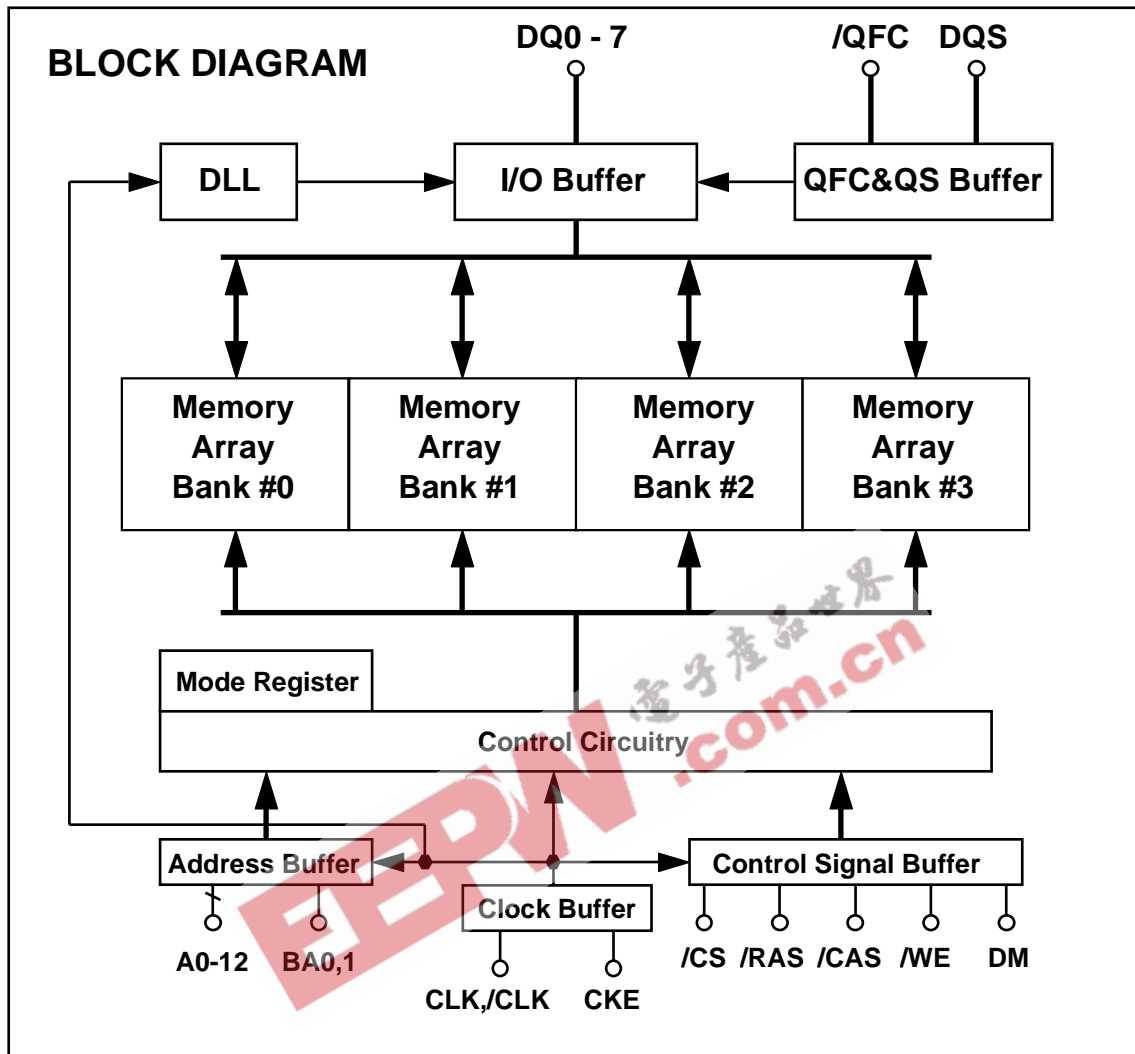 BLOCK DIAGRAM
DQ0 - 7
/QFC
DQS
DLL
I/O Buffer
QFC&QS Buffer
Memory
Array
Bank #0
Memory
Array
Bank #1
Memory
Array
Bank #2
Memory
Array
Bank #3
Mode Register
Control Circuitry
Address Buffer
Control Signal Buffer
Clock Buffer
A0-12
BA0,1
CLK,/CLK
CKE
/CS
/RAS
/CAS
/WE
DM
EEPW
電子產品世界
.com.cn